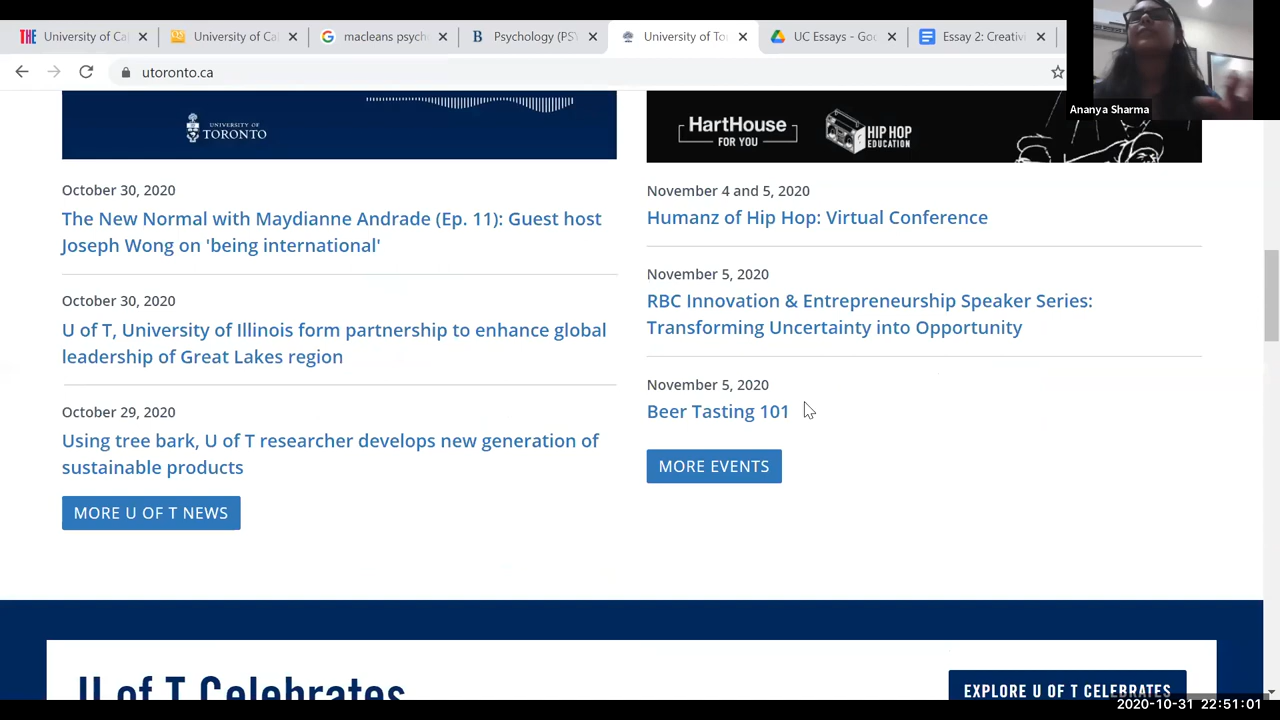 THE University of Ca
University of Ca
macleans psych
B Psychology (PSY
University of To
UC Essays - Goo
Essay 2: Creativi
Ananya Sharma
utoronto.ca
UNIVERSITY OF
TORONTO
HartHouse
FOR YOU
HIP HOP
EDUCATION
October 30, 2020
The New Normal with Maydianne Andrade (Ep. 11): Guest host
Joseph Wong on 'being international'
October 30, 2020
U of T, University of Illinois form partnership to enhance global
leadership of Great Lakes region
October 29, 2020
Using tree bark, U of T researcher develops new generation of
sustainable products
MORE U OF T NEWS
November 4 and 5, 2020
Humanz of Hip Hop: Virtual Conference
November 5, 2020
RBC Innovation & Entrepreneurship Speaker Series:
Transforming Uncertainty into Opportunity
November 5, 2020
Beer Tasting 101
MORE EVENTS
U of T Celebrates
EXPLORE U OF T CELEBRATES
2020-10-31 22:51:01